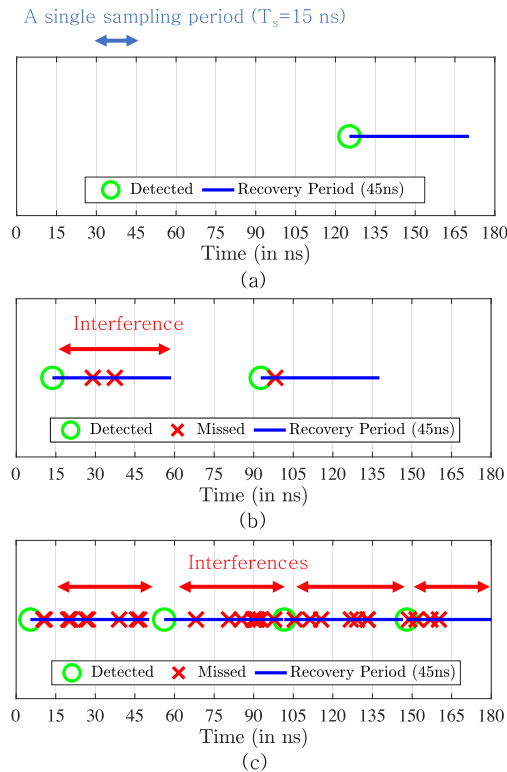 A single sampling period (Ts=15 ns)
Detected Recovery Period (45ns)
0 15 30 45 60 75 90 105 120 135 150 165 180
Time (in ns)
(a)
Interference
Detected Missed Recovery Period (45ns)
0 15 30 45 60 75 90 105 120 135 150 165 180
Time (in ns)
(b)
Interferences
Detected Missed Recovery Period (45ns)
0 15 30 45 60 75 90 105 120 135 150 165 180
Time (in ns)
(c)